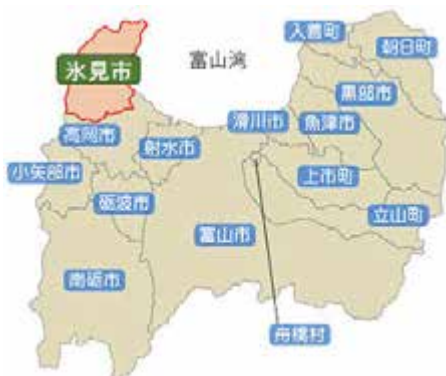 入善町
朝日町
氷見市
富山湾
黒部市
滑川市
魚津市
高岡市
射水市
小矢部市
上市町
砺波市
立山町
富山市
南砺市
舟橋村